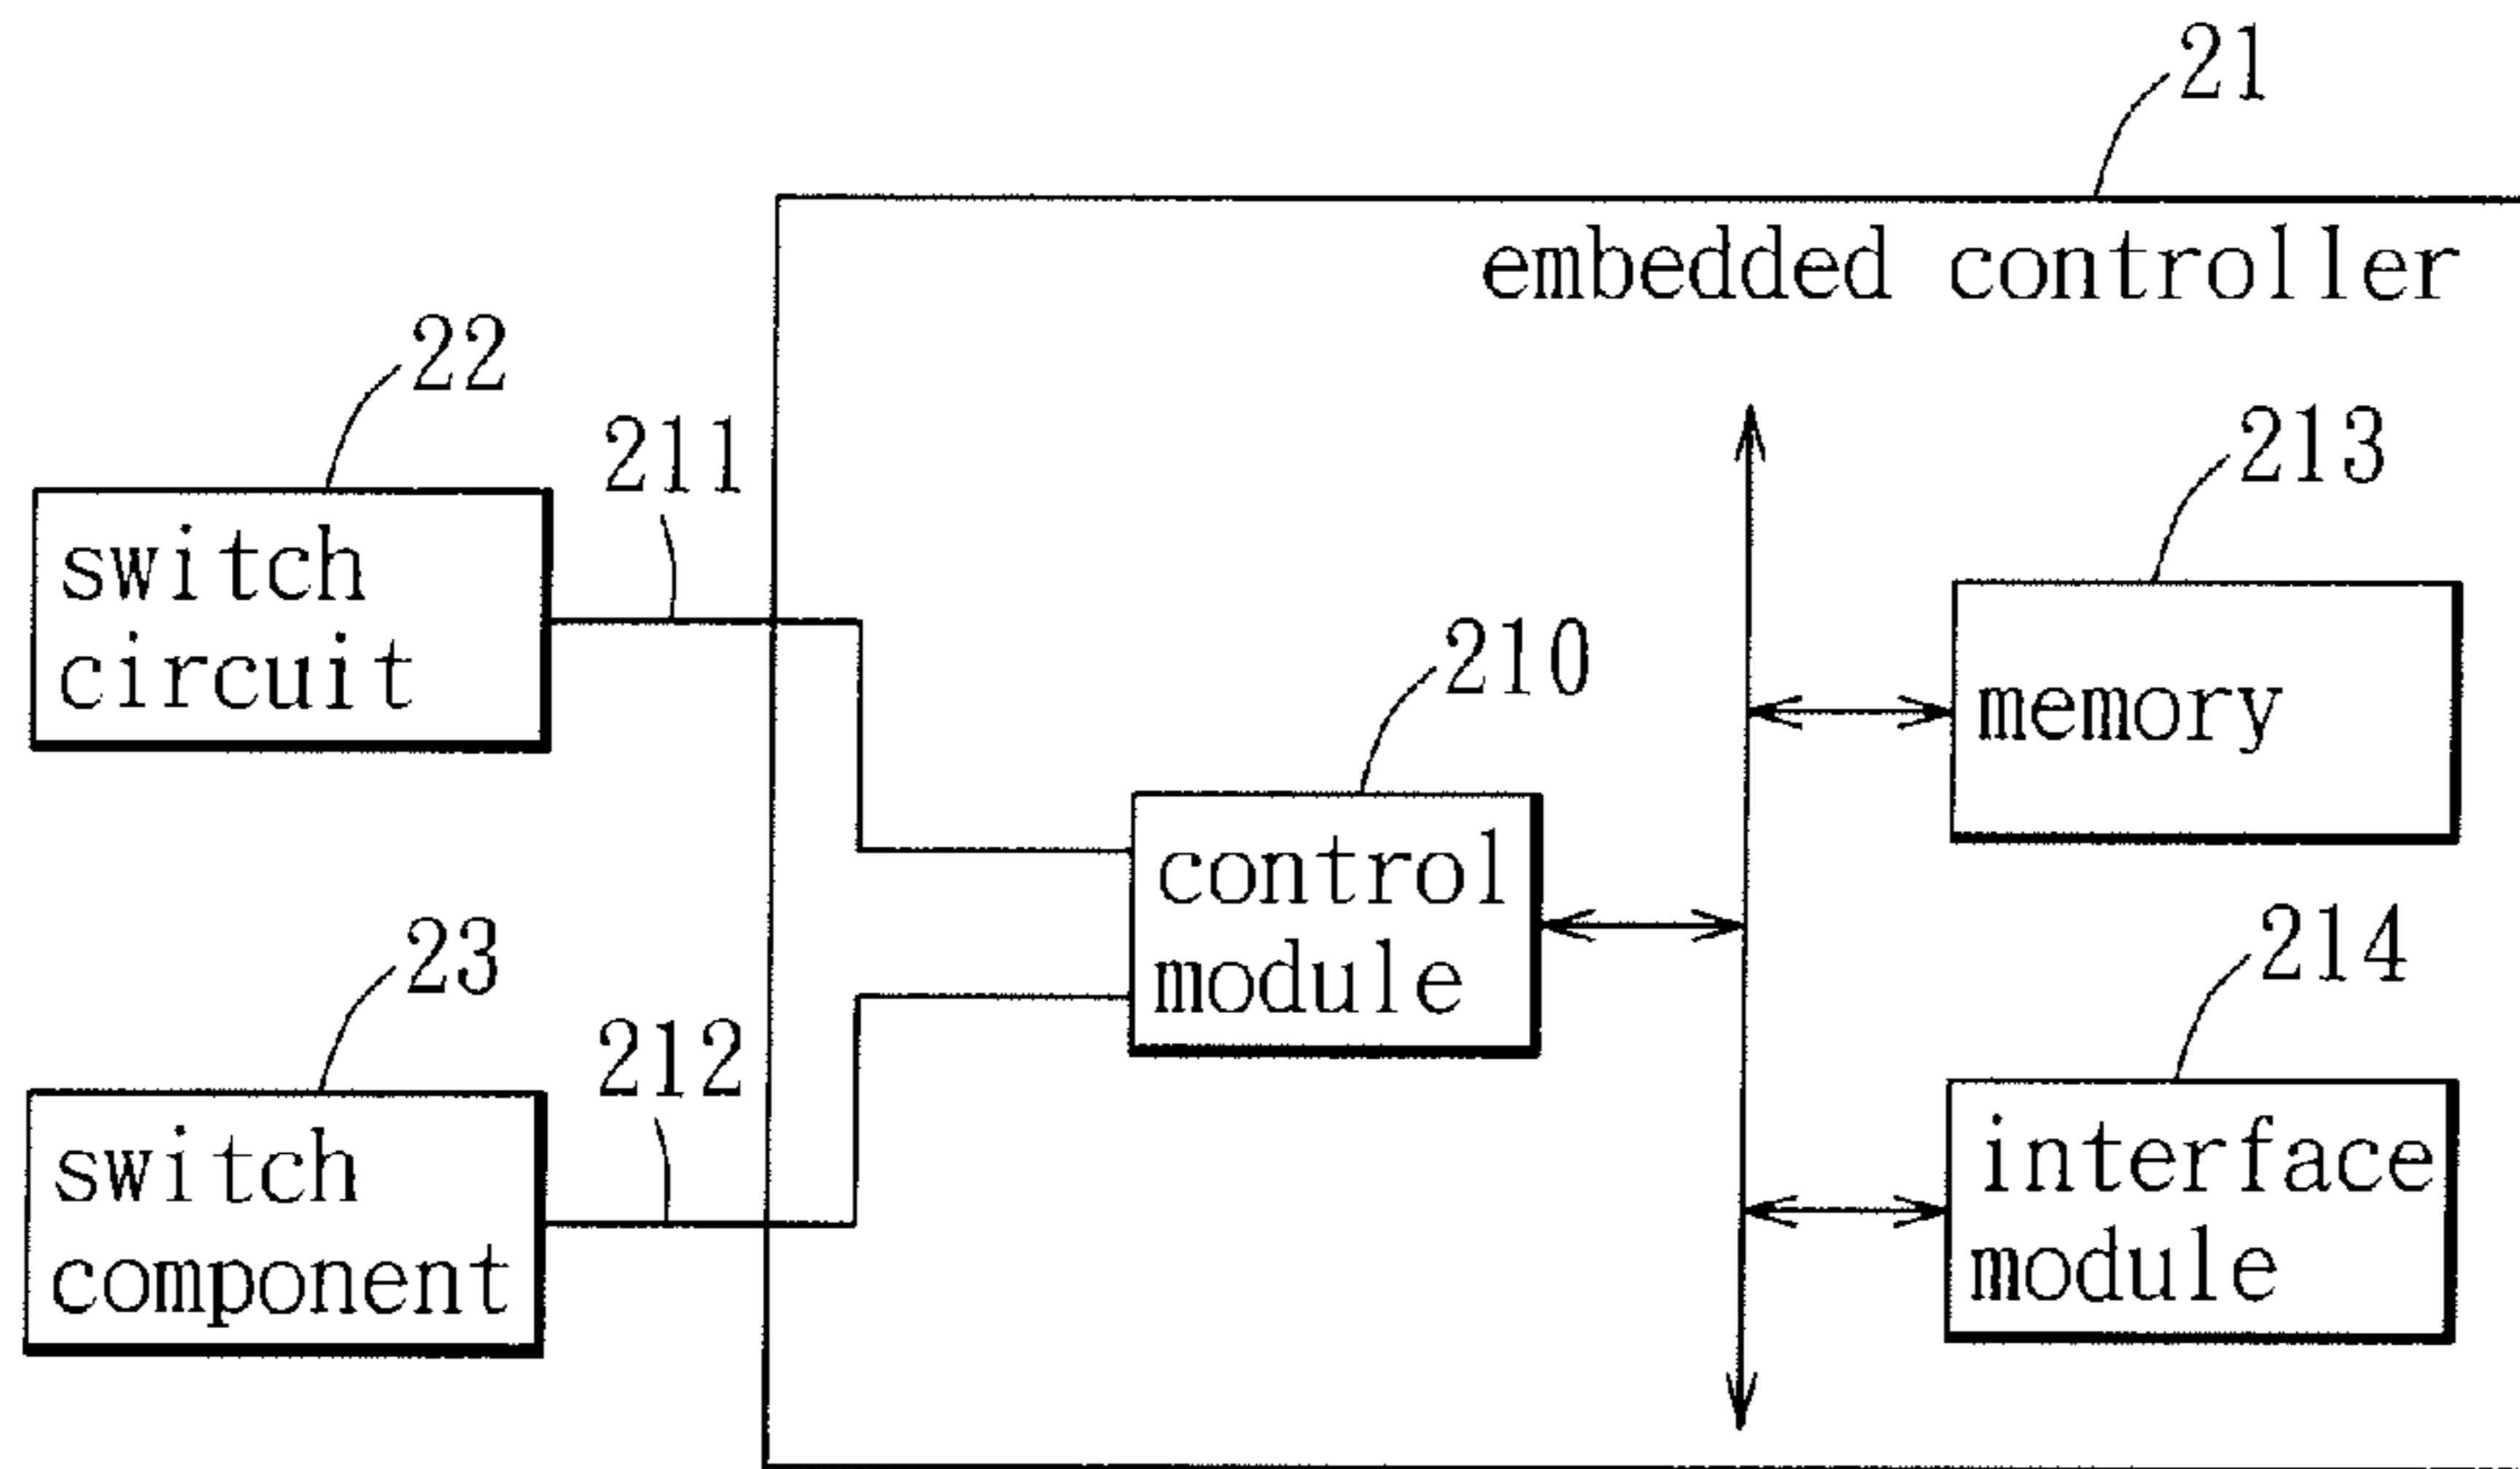 21
embedded controller
22
211
213
switch
circuit
210
memory
control
module
23
212
214
switch
component
interface
module